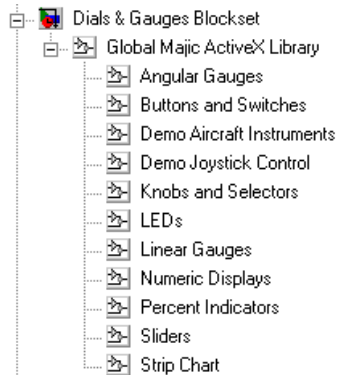 Dials & Gauges Blockset
Global Majic ActiveX Library
Angular Gauges
Buttons and Switches
Demo Aircraft Instruments
Demo Joystick Control
Knobs and Selectors
LEDs
Linear Gauges
Numeric Displays
Percent Indicators
Sliders
Strip Chart